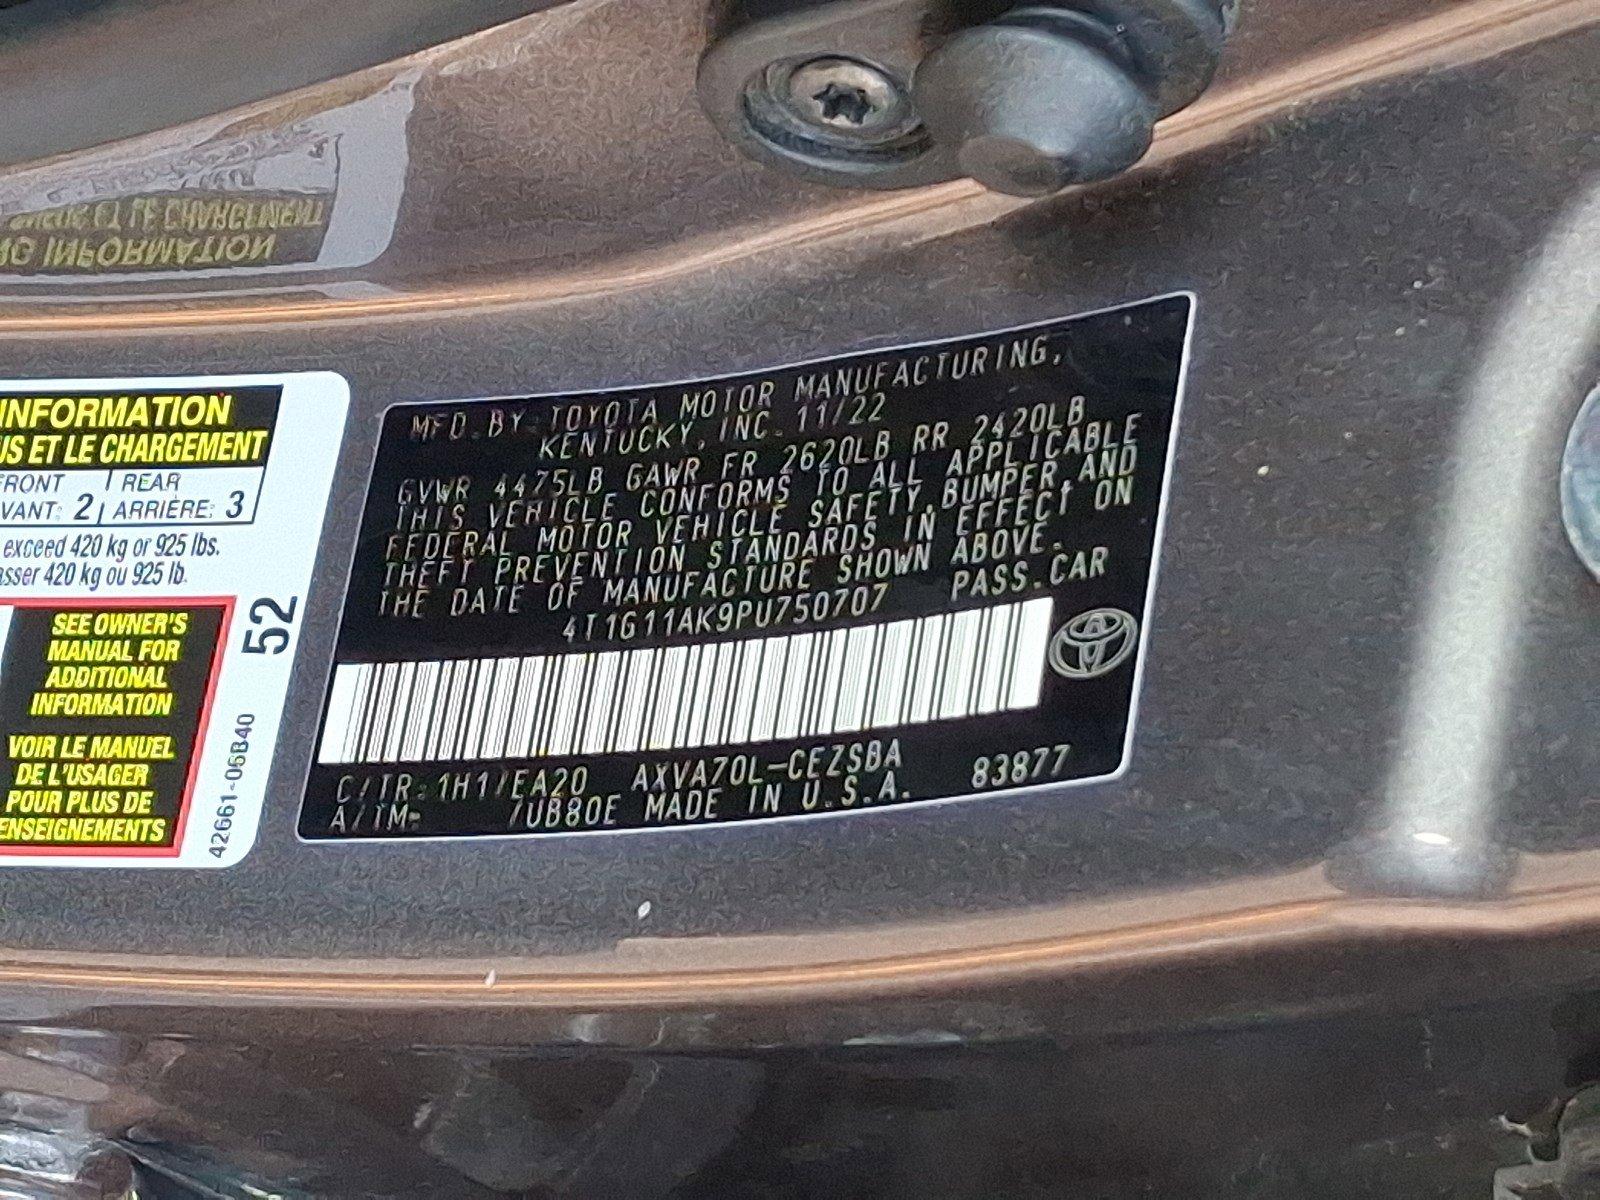 INFORMATION
US ET LE CHARGEMENT
FRONT REAR
VANT: 2 ARRIÈRE: 3
exceed 420 kg or 925 lbs.
asser 420 kg ou 925 lb.
SEE OWNER'S
MANUAL FOR
ADDITIONAL
INFORMATION
VOIR LE MANUEL
DE L'USAGER
POUR PLUS DE
ENSEIGNEMENTS
52
42661-06B40
MFD. BY: TOYOTA MOTOR MANUFACTURING,
KENTUCKY, INC. 11/22
GVWR 4475LB GAWR FR 2620LB RR 2420LB
THIS VEHICLE CONFORMS TO ALL APPLICABLE
FEDERAL MOTOR VEHICLE SAFETY, BUMPER, AND
THEFT PREVENTION STANDARDS IN EFFECT ON
THE DATE OF MANUFACTURE SHOWN ABOVE.
4T1G11AK9PU750707 PASS. CAR
C/TR: 1H1/EA20 AXVA70L-CEZSBA
A/TM: /UB80E MADE IN U.S.A. 83877